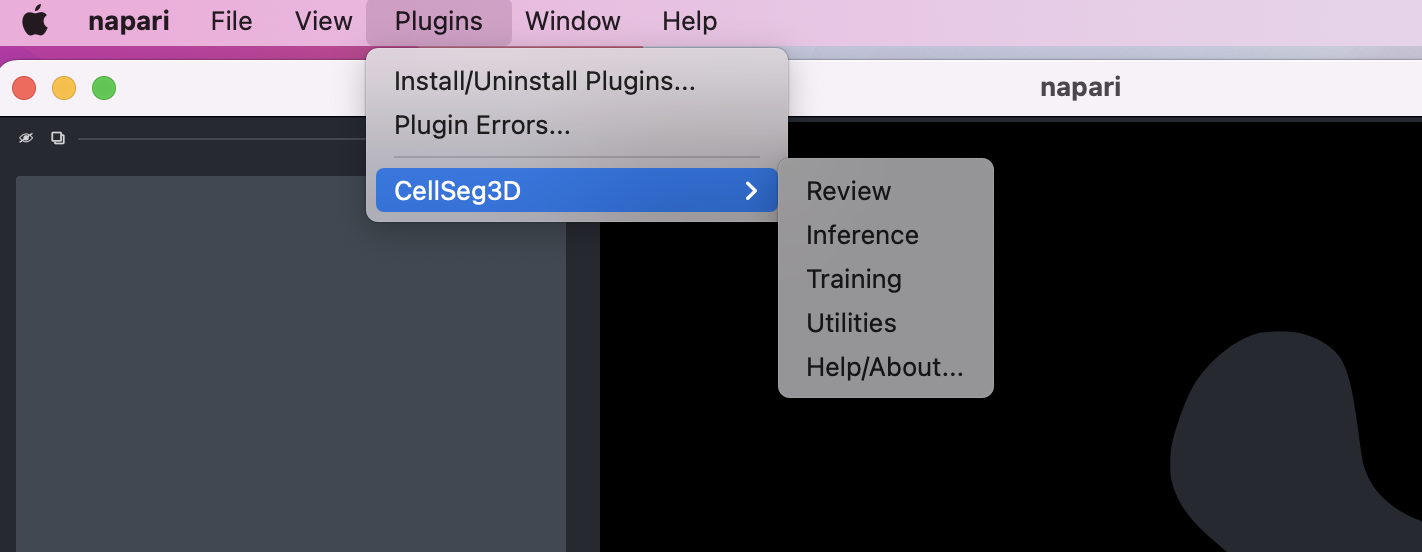 napari File View Plugins Window Help
Install/Uninstall Plugins...
napari
Plugin Errors...
CellSeg3D
Review
Inference
Training
Utilities
Help/About...